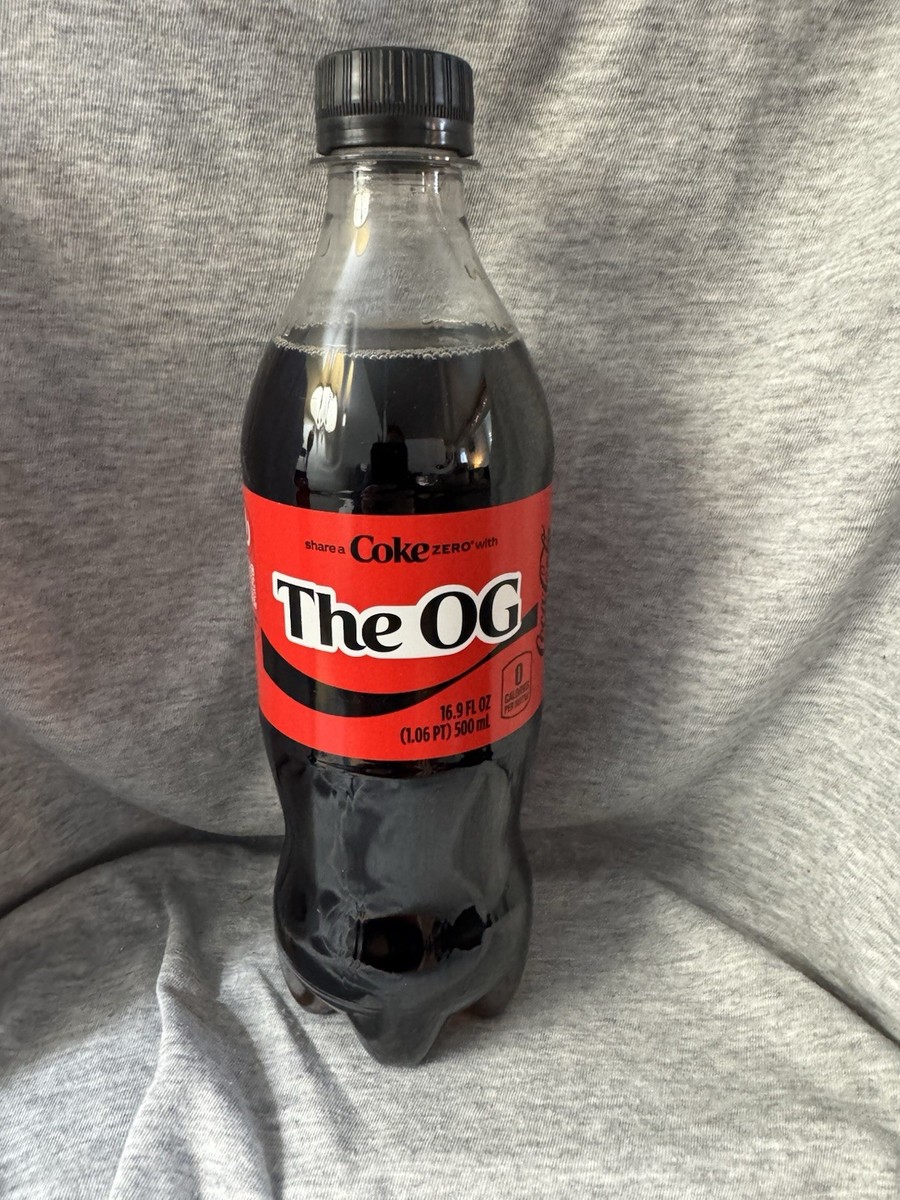 share a Coke ZERO® with
The OG
0
CALORIES
PER BOTTLE
16.9 FL OZ
(1.06 PT) 500 mL